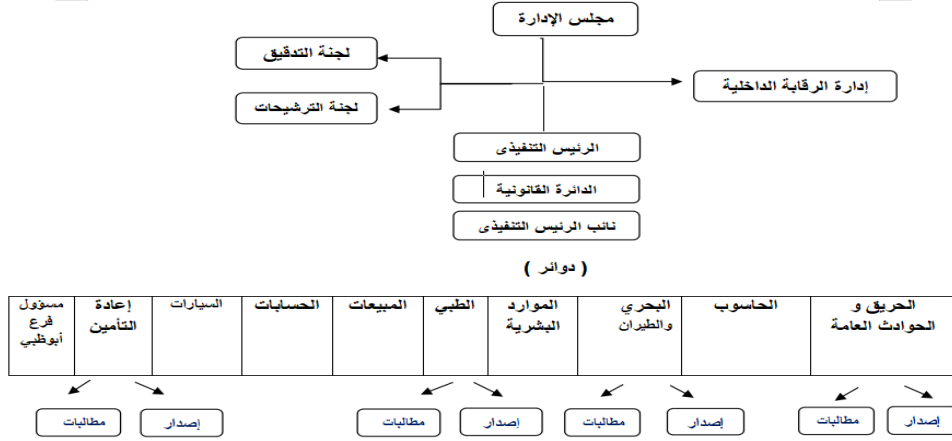 مجلس الإدارة
لجنة التدقيق
إدارة الرقابة الداخلية
لجنة الترشيحات
الرئيس التنفيذى
الدائرة القانونية
نائب الرئيس التنفيذى
( دوائر )
الحريق و
الحوادث العامة
الحاسوب
البحري
والطيران
الموارد
البشرية
الطبي
المبيعات
الحسابات
السيارات
إعادة
التأمين
مسؤول
فرع
أبوظبي
إصدار
مطالبات
إصدار
مطالبات
إصدار
مطالبات
إصدار
مطالبات